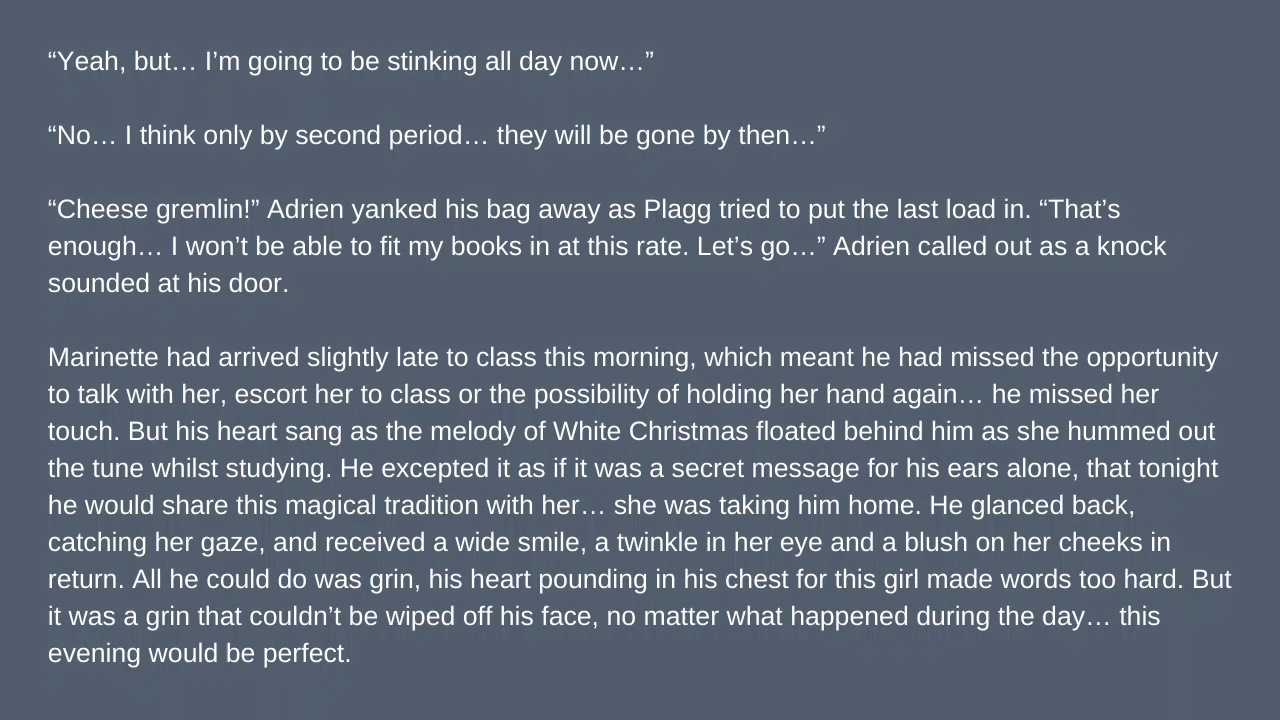 “Yeah, but… I’m going to be stinking all day now…”
“No… I think only by second period… they will be gone by then…”
“Cheese gremlin!” Adrien yanked his bag away as Plagg tried to put the last load in. “That’s
enough… I won’t be able to fit my books in at this rate. Let’s go…” Adrien called out as a knock
sounded at his door.
Marinette had arrived slightly late to class this morning, which meant he had missed the opportunity
to talk with her, escort her to class or the possibility of holding her hand again… he missed her
touch. But his heart sang as the melody of White Christmas floated behind him as she hummed out
the tune whilst studying. He excepted it as if it was a secret message for his ears alone, that tonight
he would share this magical tradition with her… she was taking him home. He glanced back,
catching her gaze, and received a wide smile, a twinkle in her eye and a blush on her cheeks in
return. All he could do was grin, his heart pounding in his chest for this girl made words too hard. But
it was a grin that couldn’t be wiped off his face, no matter what happened during the day… this
evening would be perfect.